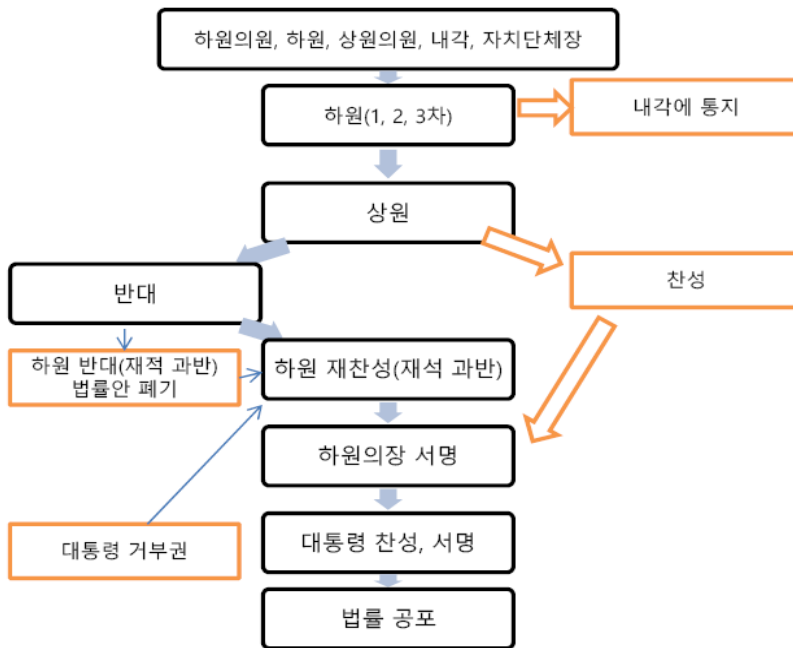 하원의원, 하원, 상원의원, 내각, 자치단체장
하원(1, 2, 3차)
내각에 통지
상원
반대
찬성
하원 반대(재적 과반)
법률안 폐기
하원 재찬성(재석 과반)
하원의장 서명
대통령 거부권
대통령 찬성, 서명
법률 공포